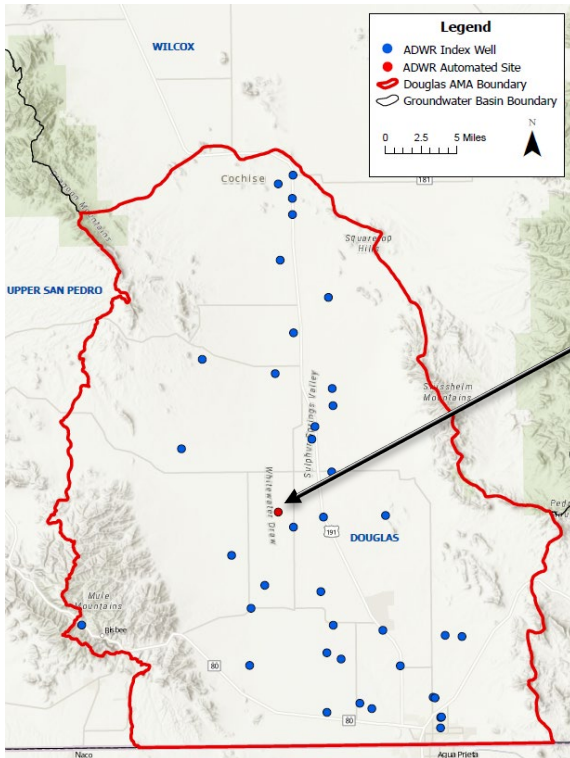 Legend
ADWR Index Well
ADWR Automated Site
Douglas AMA Boundary
Groundwater Basin Boundary
0 2.5 5 Miles
N
WILCOX
Cochise
181
Squaretop
Hills
UPPER SAN PEDRO
Mountains
Swisshelm
Mountains
Sulphur Springs Valley
Whitewater Draw
191
DOUGLAS
Mule
Mountains
Bisbee
80
80
Naco
Agua Prieta